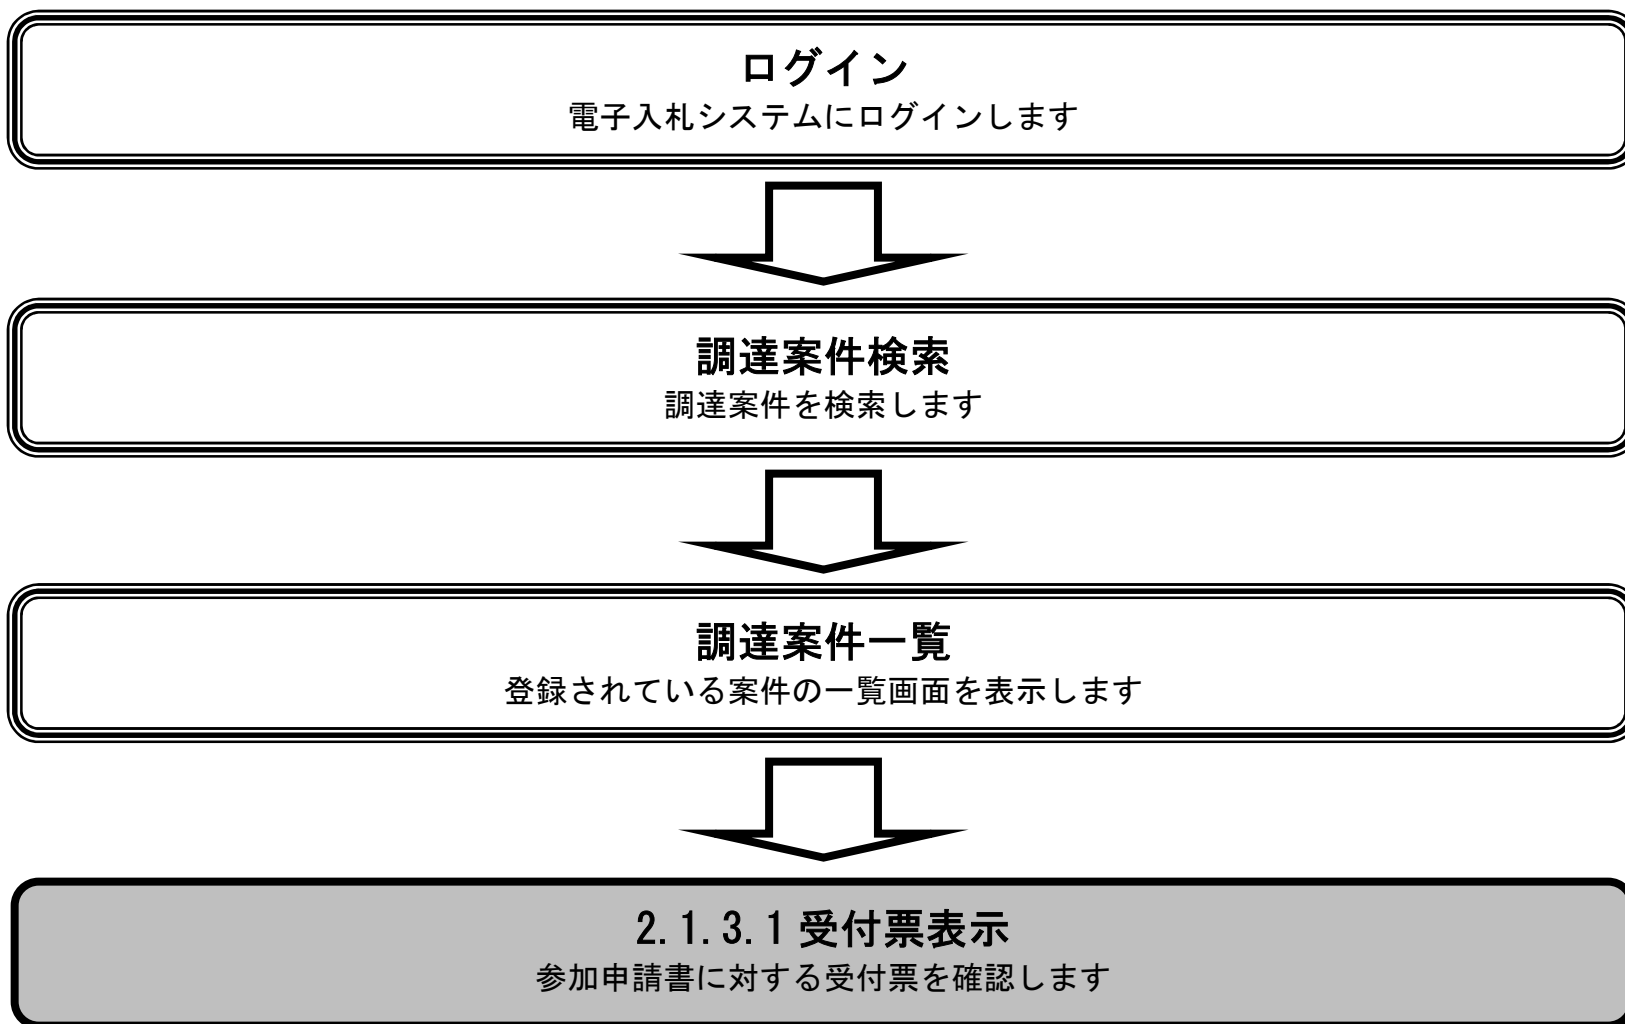 ログイン
電子入札システムにログインします
調達案件検索
調達案件を検索します
調達案件一覧
登録されている案件の一覧画面を表示します
2.1.3.1 受付票表示
参加申請書に対する受付票を確認します